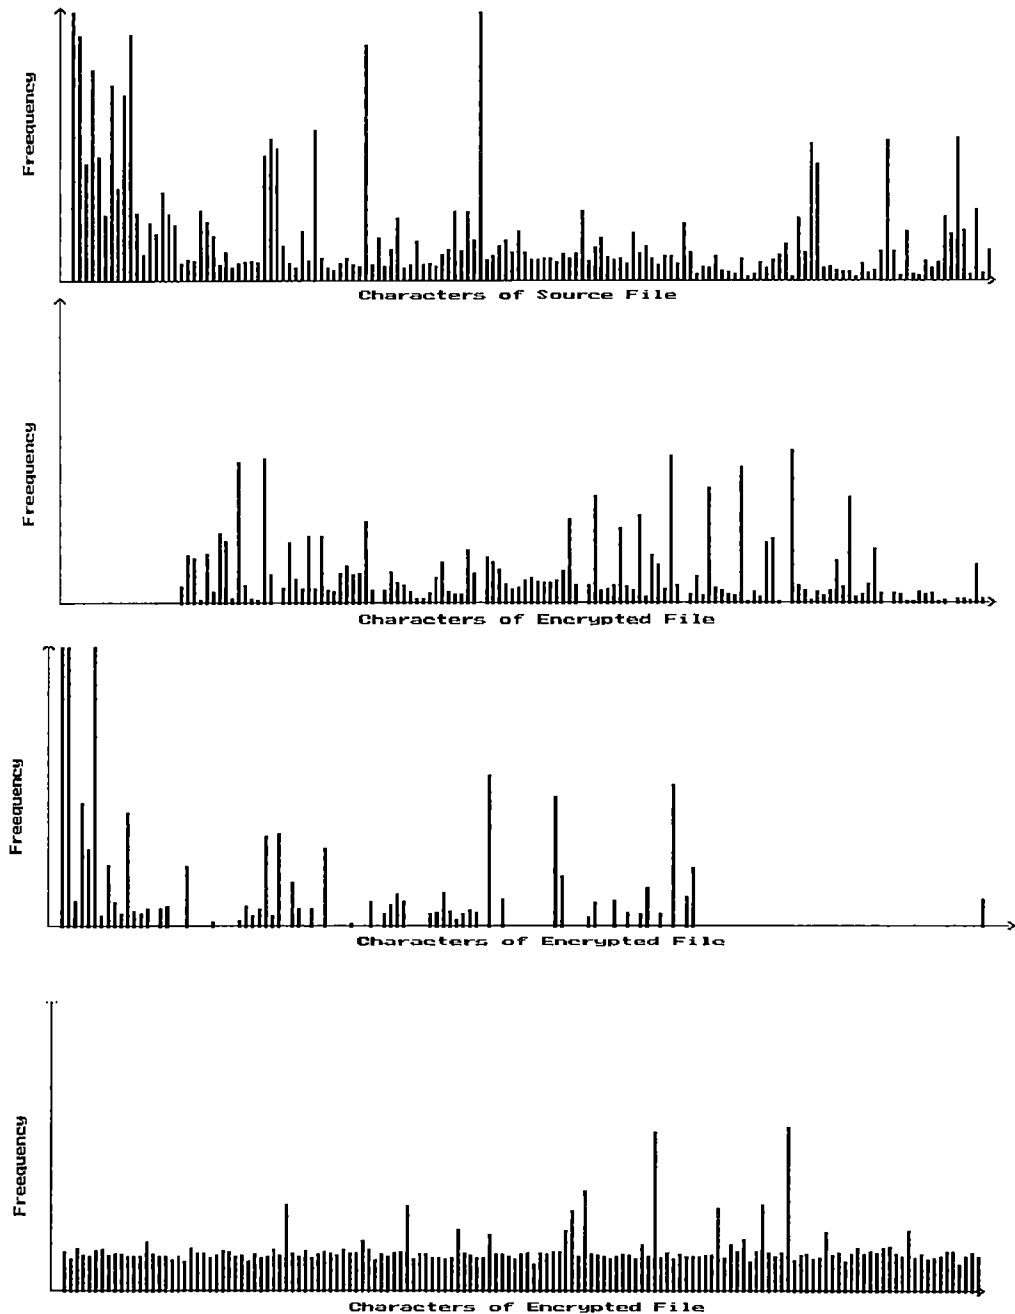 Freequency
Characters of Source File
Freequency
Characters of Encrypted File
Freequency
Characters of Encrypted File
Freequency
Characters of Encrypted File